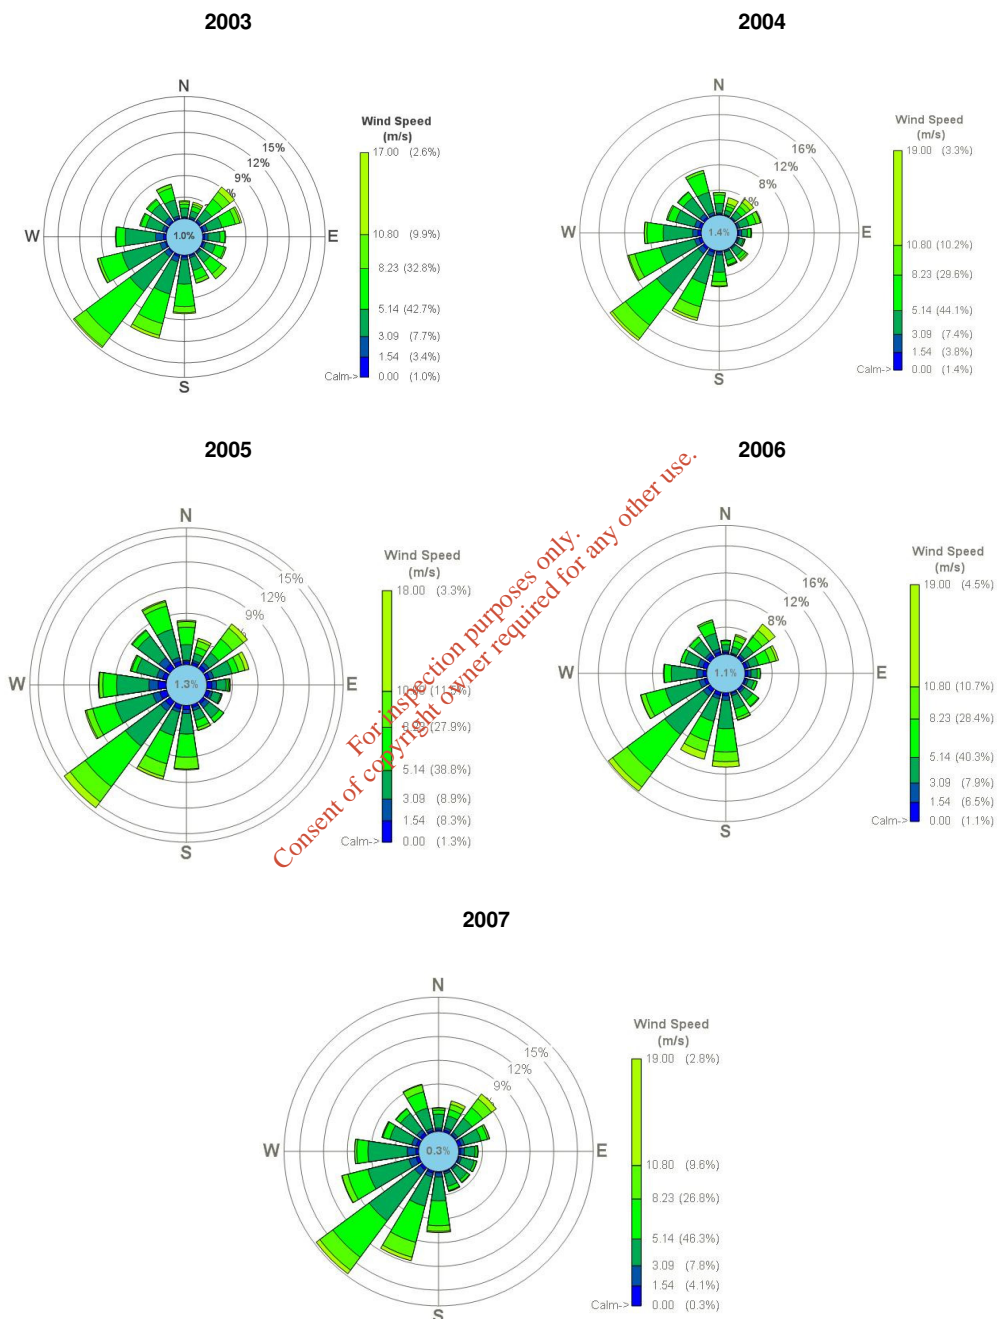 2003
2004
N
W
E
S
15%
12%
9%
1.0%
Wind Speed
(m/s)
17.00 (2.6%)
10.80 (9.9%)
8.23 (32.8%)
5.14 (42.7%)
3.09 (7.7%)
1.54 (3.4%)
Calm-> 0.00 (1.0%)
N
16%
12%
8%
W
E
S
1.4%
Wind Speed
(m/s)
19.00 (3.3%)
10.80 (10.2%)
8.23 (29.6%)
5.14 (44.1%)
3.09 (7.4%)
1.54 (3.8%)
Calm-> 0.00 (1.4%)
2005
2006
N
15%
12%
9%
W
E
S
1.3%
Wind Speed
(m/s)
18.00 (3.3%)
(27.9%)
5.14 (38.8%)
3.09 (8.9%)
1.54 (8.3%)
Calm-> 0.00 (1.3%)
For inspection purposes only.
Consent of copyright owner required for any other use.
N
16%
12%
8%
W
E
S
1.1%
Wind Speed
(m/s)
19.00 (4.5%)
10.80 (10.7%)
8.23 (28.4%)
5.14 (40.3%)
3.09 (7.9%)
1.54 (6.5%)
Calm-> 0.00 (1.1%)
2007
N
15%
12%
9%
W
E
S
0.3%
Wind Speed
(m/s)
19.00 (2.8%)
10.80 (9.6%)
8.23 (26.8%)
5.14 (46.3%)
3.09 (7.8%)
1.54 (4.1%)
Calm-> 0.00 (0.3%)